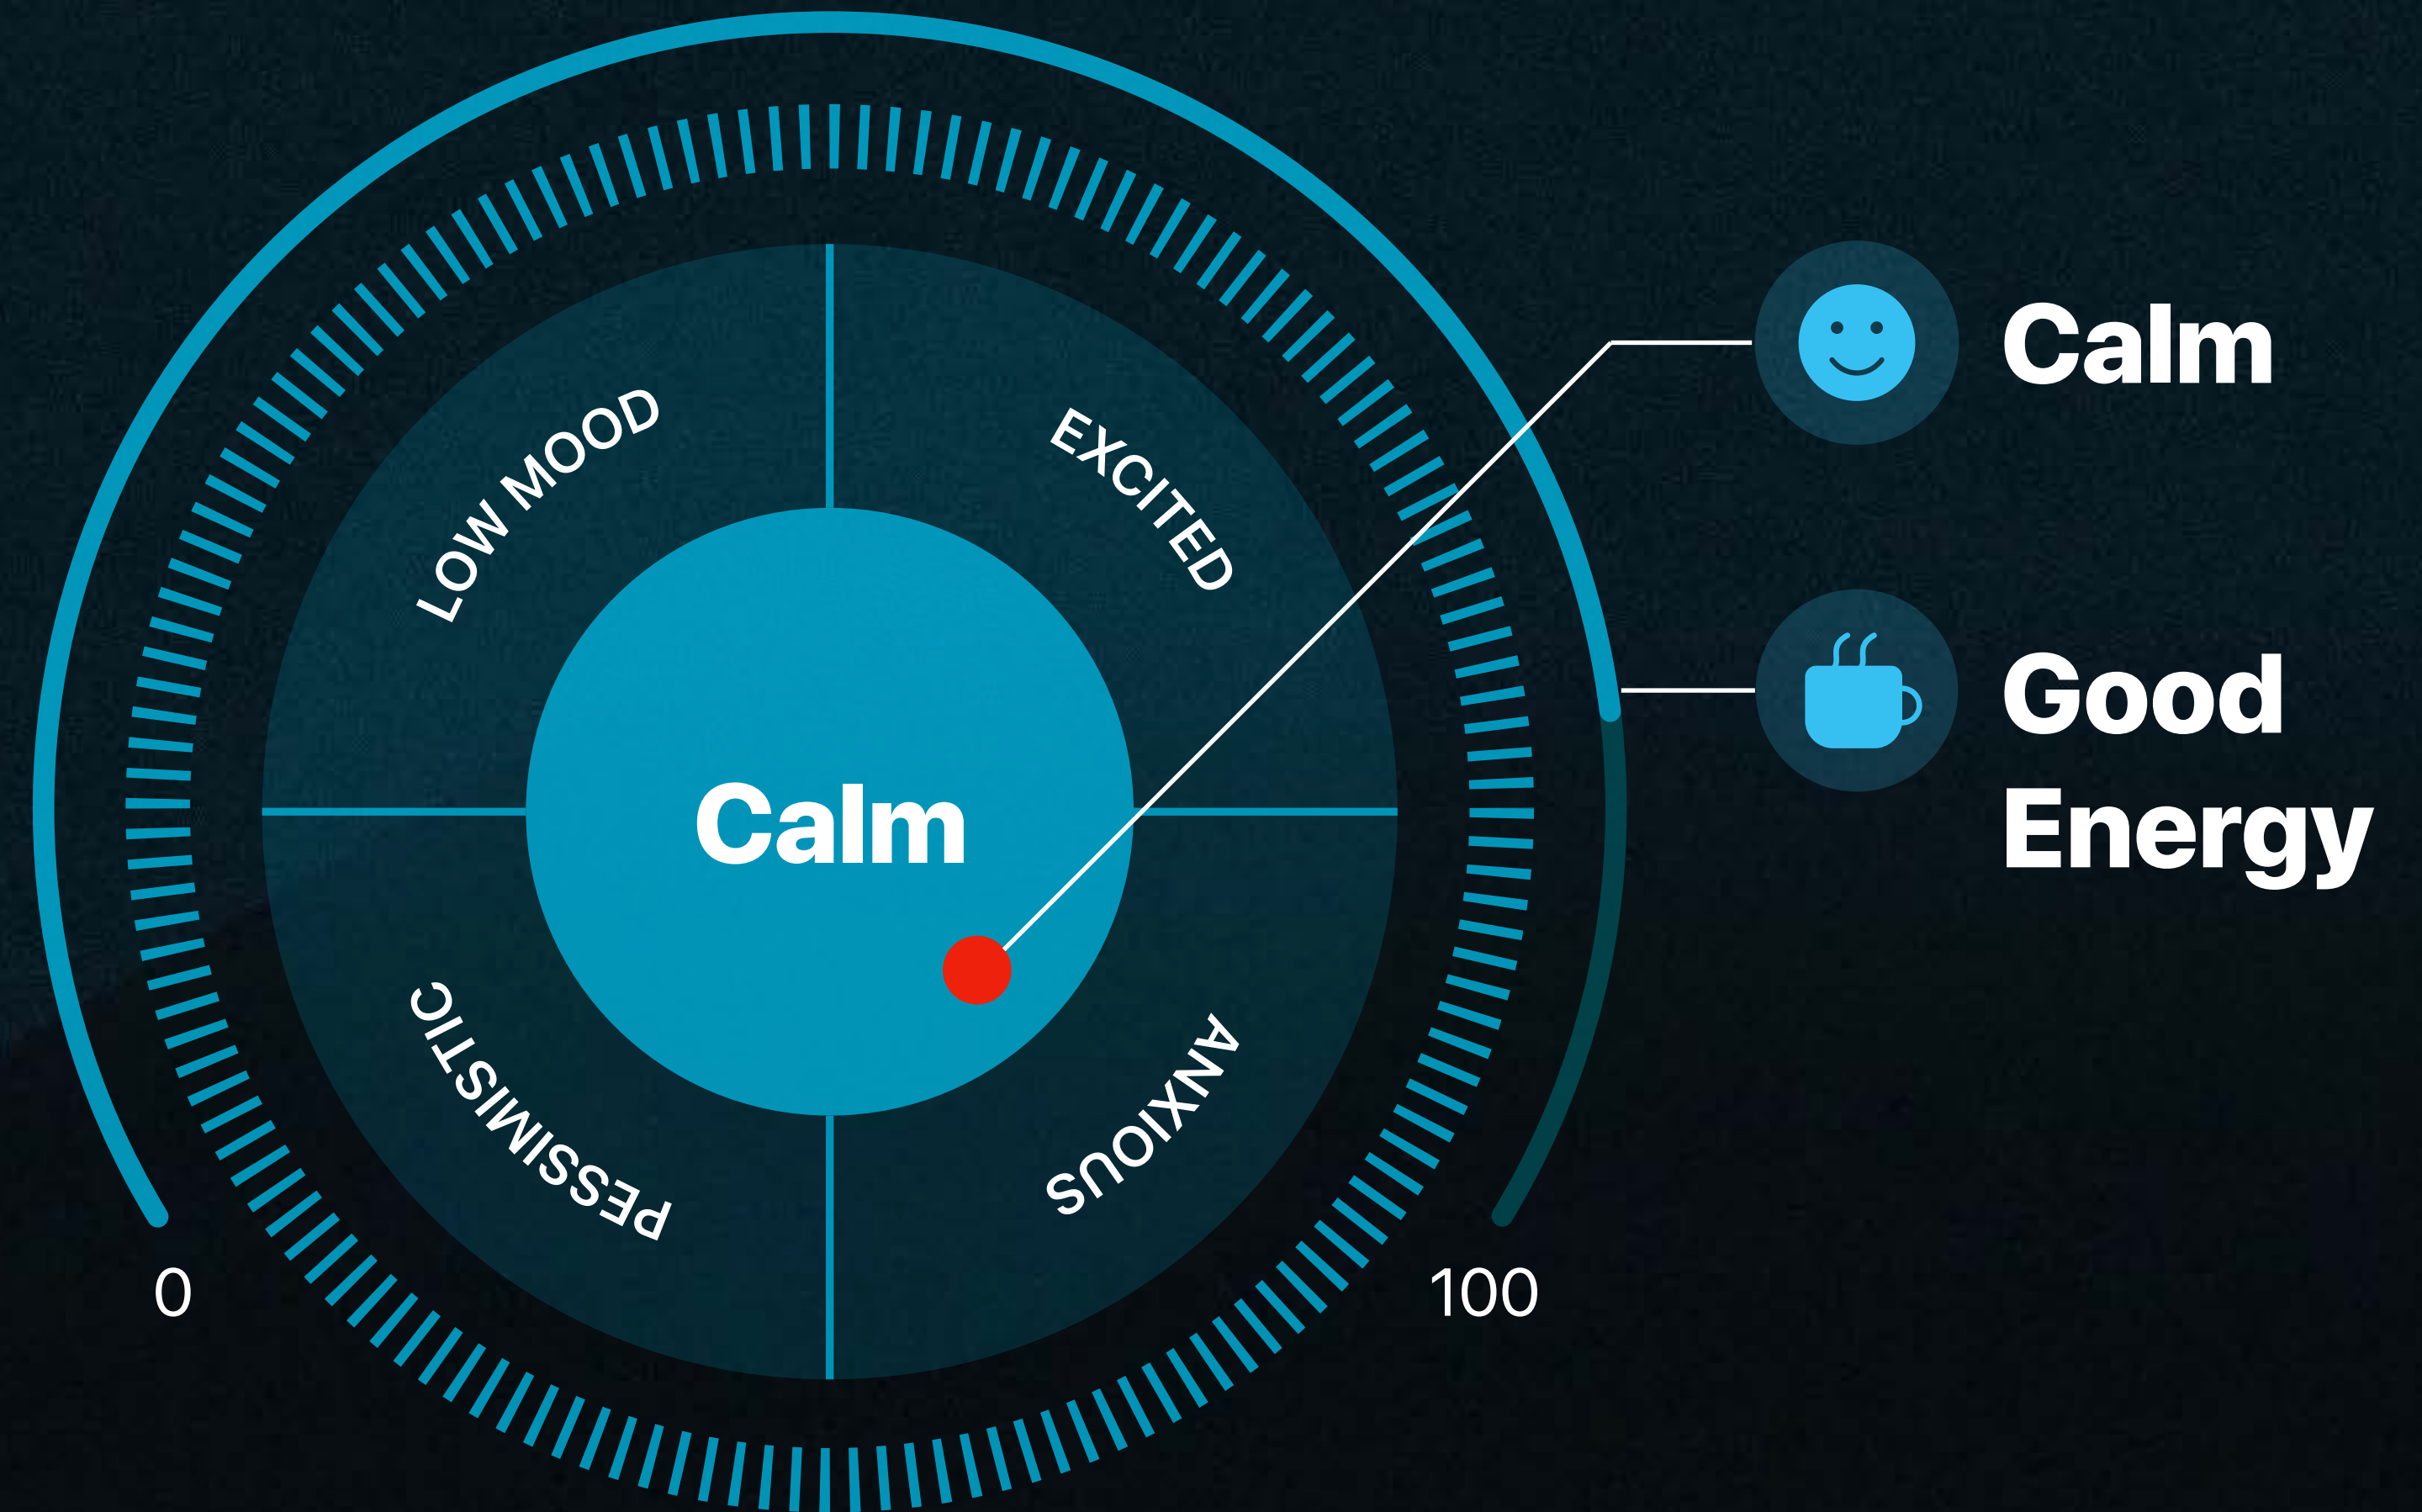 LOW MOOD
EXCITED
Calm
PESSIMISTIC
ANXIOUS
0
100
Calm
Good
Energy